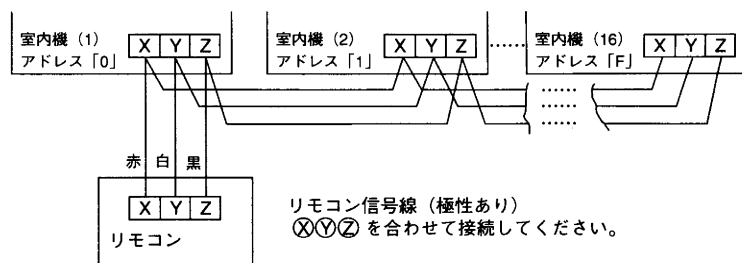 室内機（1）
アドレス「0」
X Y Z
室内機（2）
アドレス「1」
X Y Z
……
室内機（16）
アドレス「F」
X Y Z
……
……
赤 白 黒
X Y Z
リモコン
リモコン信号線（極性あり）
ⓍⓎⓏ を合わせて接続してください。